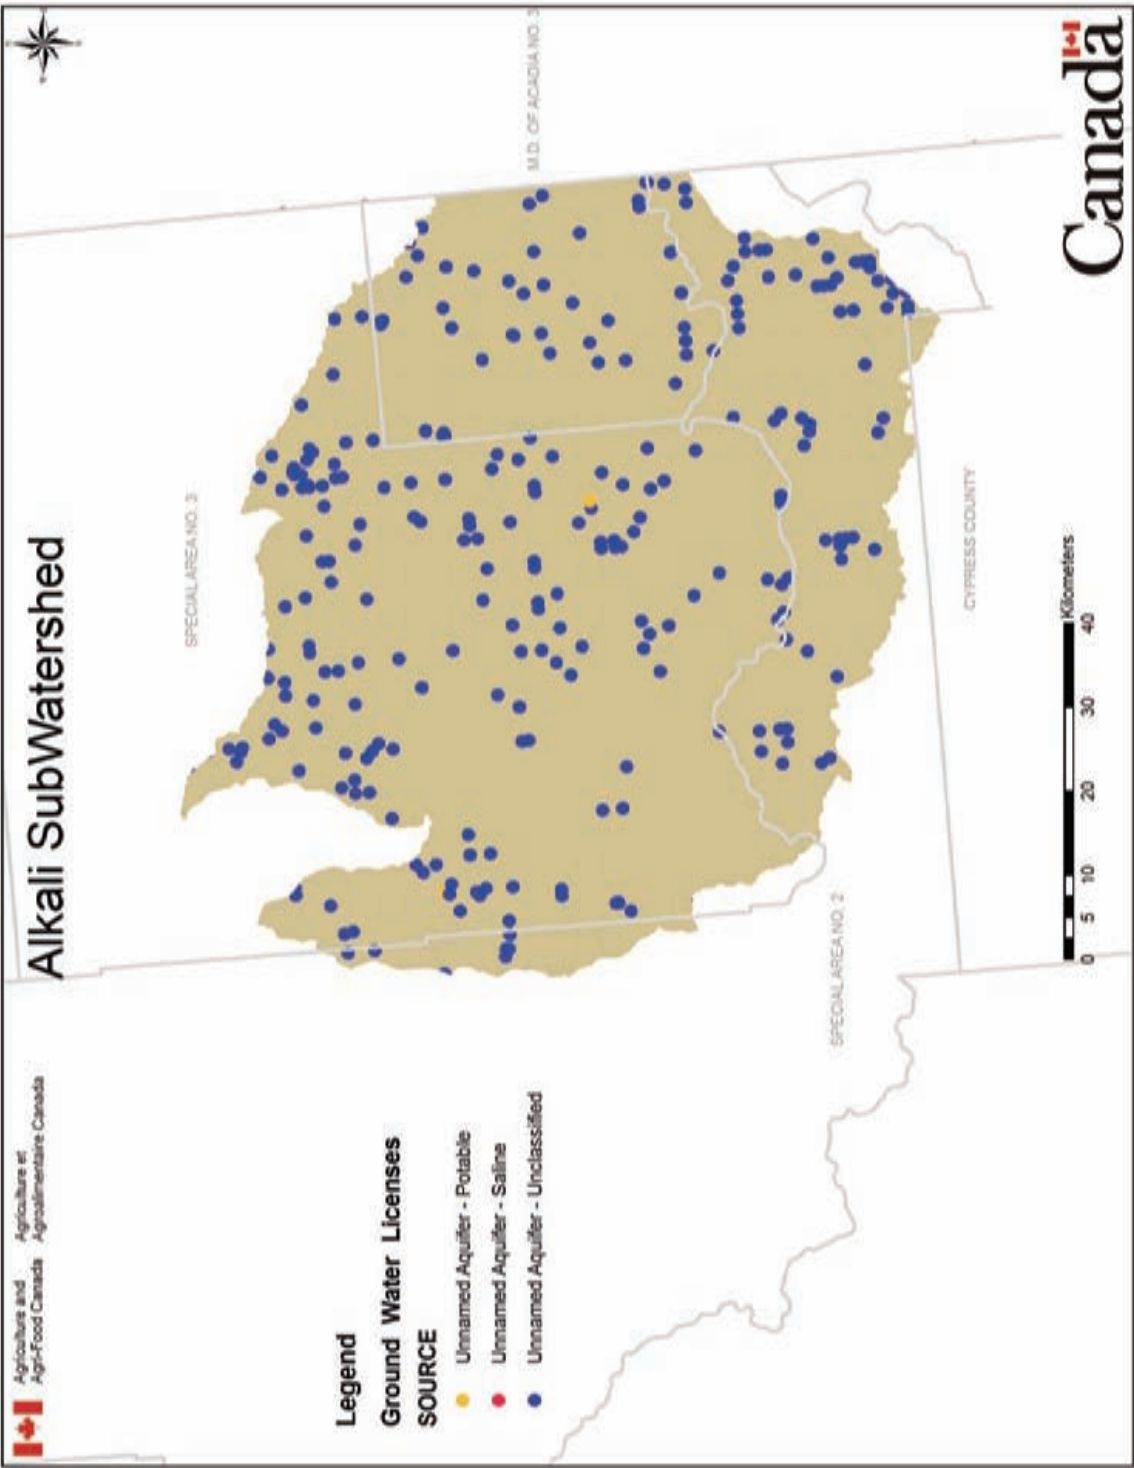 Agriculture and
Agri-Food Canada
Agriculture et
Agroalimentaire Canada
Alkali SubWatershed
SPECIAL AREA NO. 3
M.D. OF ACADIA NO. 3
Legend
Ground Water Licenses
SOURCE
Unnamed Aquifer - Potable
Unnamed Aquifer - Saline
Unnamed Aquifer - Unclassified
SPECIAL AREA NO. 2
CYPRESS COUNTY
0 5 10 20 30 40
Kilometers
Canada